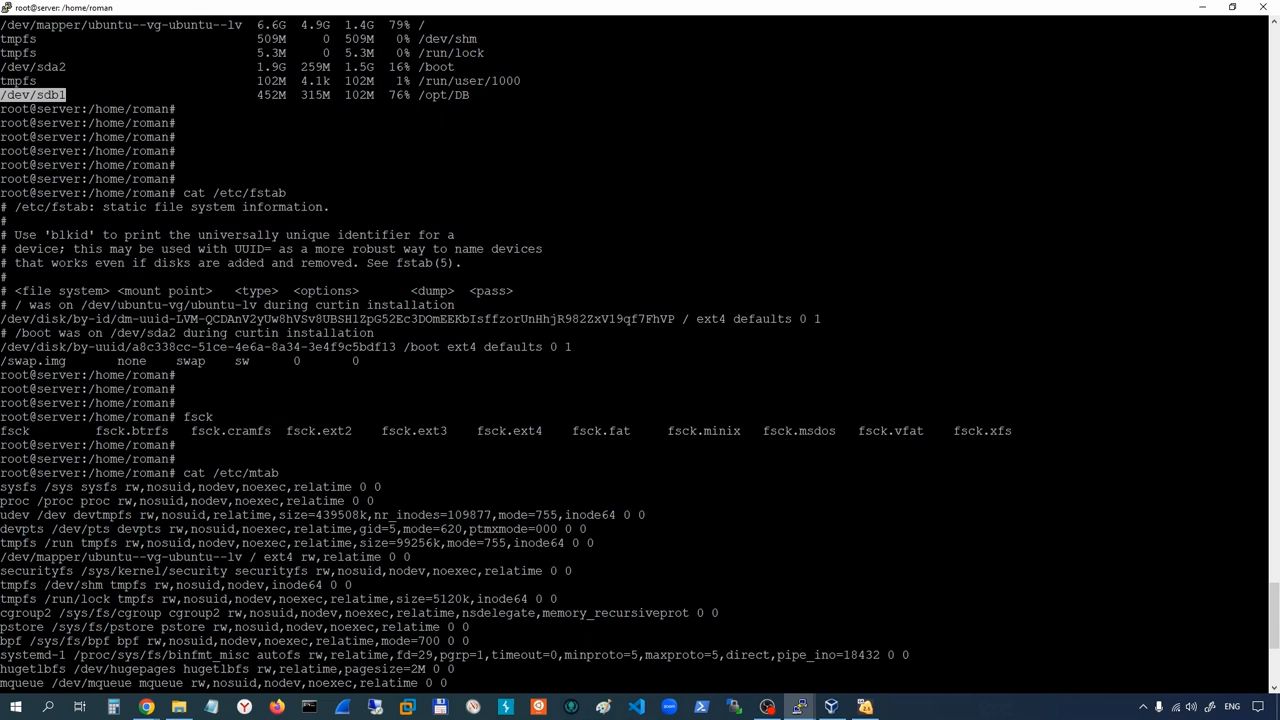 root@server: /home/roman
/dev/mapper/ubuntu--vg-ubuntu--lv  6.6G  4.9G  1.4G  79% /
tmpfs                              509M     0  509M   0% /dev/shm
tmpfs                              5.3M     0  5.3M   0% /run/lock
/dev/sda2                          1.9G  259M  1.5G  16% /boot
tmpfs                              102M  4.1k  102M   1% /run/user/1000
/dev/sdb1                          452M  315M  102M  76% /opt/DB
root@server:/home/roman#
root@server:/home/roman#
root@server:/home/roman#
root@server:/home/roman#
root@server:/home/roman#
root@server:/home/roman#
root@server:/home/roman# cat /etc/fstab
# /etc/fstab: static file system information.
#
# Use 'blkid' to print the universally unique identifier for a
# device; this may be used with UUID= as a more robust way to name devices
# that works even if disks are added and removed. See fstab(5).
#
# <file system> <mount point>   <type>  <options>       <dump>  <pass>
# / was on /dev/ubuntu-vg/ubuntu-lv during curtin installation
/dev/disk/by-id/dm-uuid-LVM-QCDAnV2yUw8hVSv8UBSH1ZpG52Ec3DOmEEKbIsffzorUnHhjR982ZxV19qf7FhVP / ext4 defaults 0 1
# /boot was on /dev/sda2 during curtin installation
/dev/disk/by-uuid/a8c338cc-51ce-4e6a-8a34-3e4f9c5bdf13 /boot ext4 defaults 0 1
/swap.img       none    swap    sw      0       0
root@server:/home/roman#
root@server:/home/roman#
root@server:/home/roman#
root@server:/home/roman# fsck
fsck         fsck.btrfs   fsck.cramfs  fsck.ext2    fsck.ext3    fsck.ext4    fsck.fat     fsck.minix   fsck.msdos   fsck.vfat    fsck.xfs
root@server:/home/roman#
root@server:/home/roman#
root@server:/home/roman# cat /etc/mtab
sysfs /sys sysfs rw,nosuid,nodev,noexec,relatime 0 0
proc /proc proc rw,nosuid,nodev,noexec,relatime 0 0
udev /dev devtmpfs rw,nosuid,relatime,size=439508k,nr_inodes=109877,mode=755,inode64 0 0
devpts /dev/pts devpts rw,nosuid,noexec,relatime,gid=5,mode=620,ptmxmode=000 0 0
tmpfs /run tmpfs rw,nosuid,nodev,noexec,relatime,size=99256k,mode=755,inode64 0 0
/dev/mapper/ubuntu--vg-ubuntu--lv / ext4 rw,relatime 0 0
securityfs /sys/kernel/security securityfs rw,nosuid,nodev,noexec,relatime 0 0
tmpfs /dev/shm tmpfs rw,nosuid,nodev,inode64 0 0
tmpfs /run/lock tmpfs rw,nosuid,nodev,noexec,relatime,size=5120k,inode64 0 0
cgroup2 /sys/fs/cgroup cgroup2 rw,nosuid,nodev,noexec,relatime,nsdelegate,memory_recursiveprot 0 0
pstore /sys/fs/pstore pstore rw,nosuid,nodev,noexec,relatime 0 0
bpf /sys/fs/bpf bpf rw,nosuid,nodev,noexec,relatime,mode=700 0 0
systemd-1 /proc/sys/fs/binfmt_misc autofs rw,relatime,fd=29,pgrp=1,timeout=0,minproto=5,maxproto=5,direct,pipe_ino=18432 0 0
hugetlbfs /dev/hugepages hugetlbfs rw,relatime,pagesize=2M 0 0
mqueue /dev/mqueue mqueue rw,nosuid,nodev,noexec,relatime 0 0
ENG